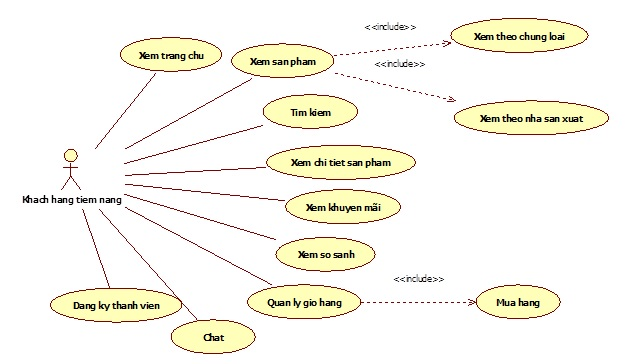 <<include>>
Xem theo chung loai
Xem trang chu
Xem san pham
<<include>>
Tim kiem
Xem theo nha san xuat
Xem chi tiet san pham
Khach hang tiem nang
Xem khuyen mãi
Xem so sanh
<<include>>
Dang ky thanh vien
Quan ly gio hang
Mua hang
Chat